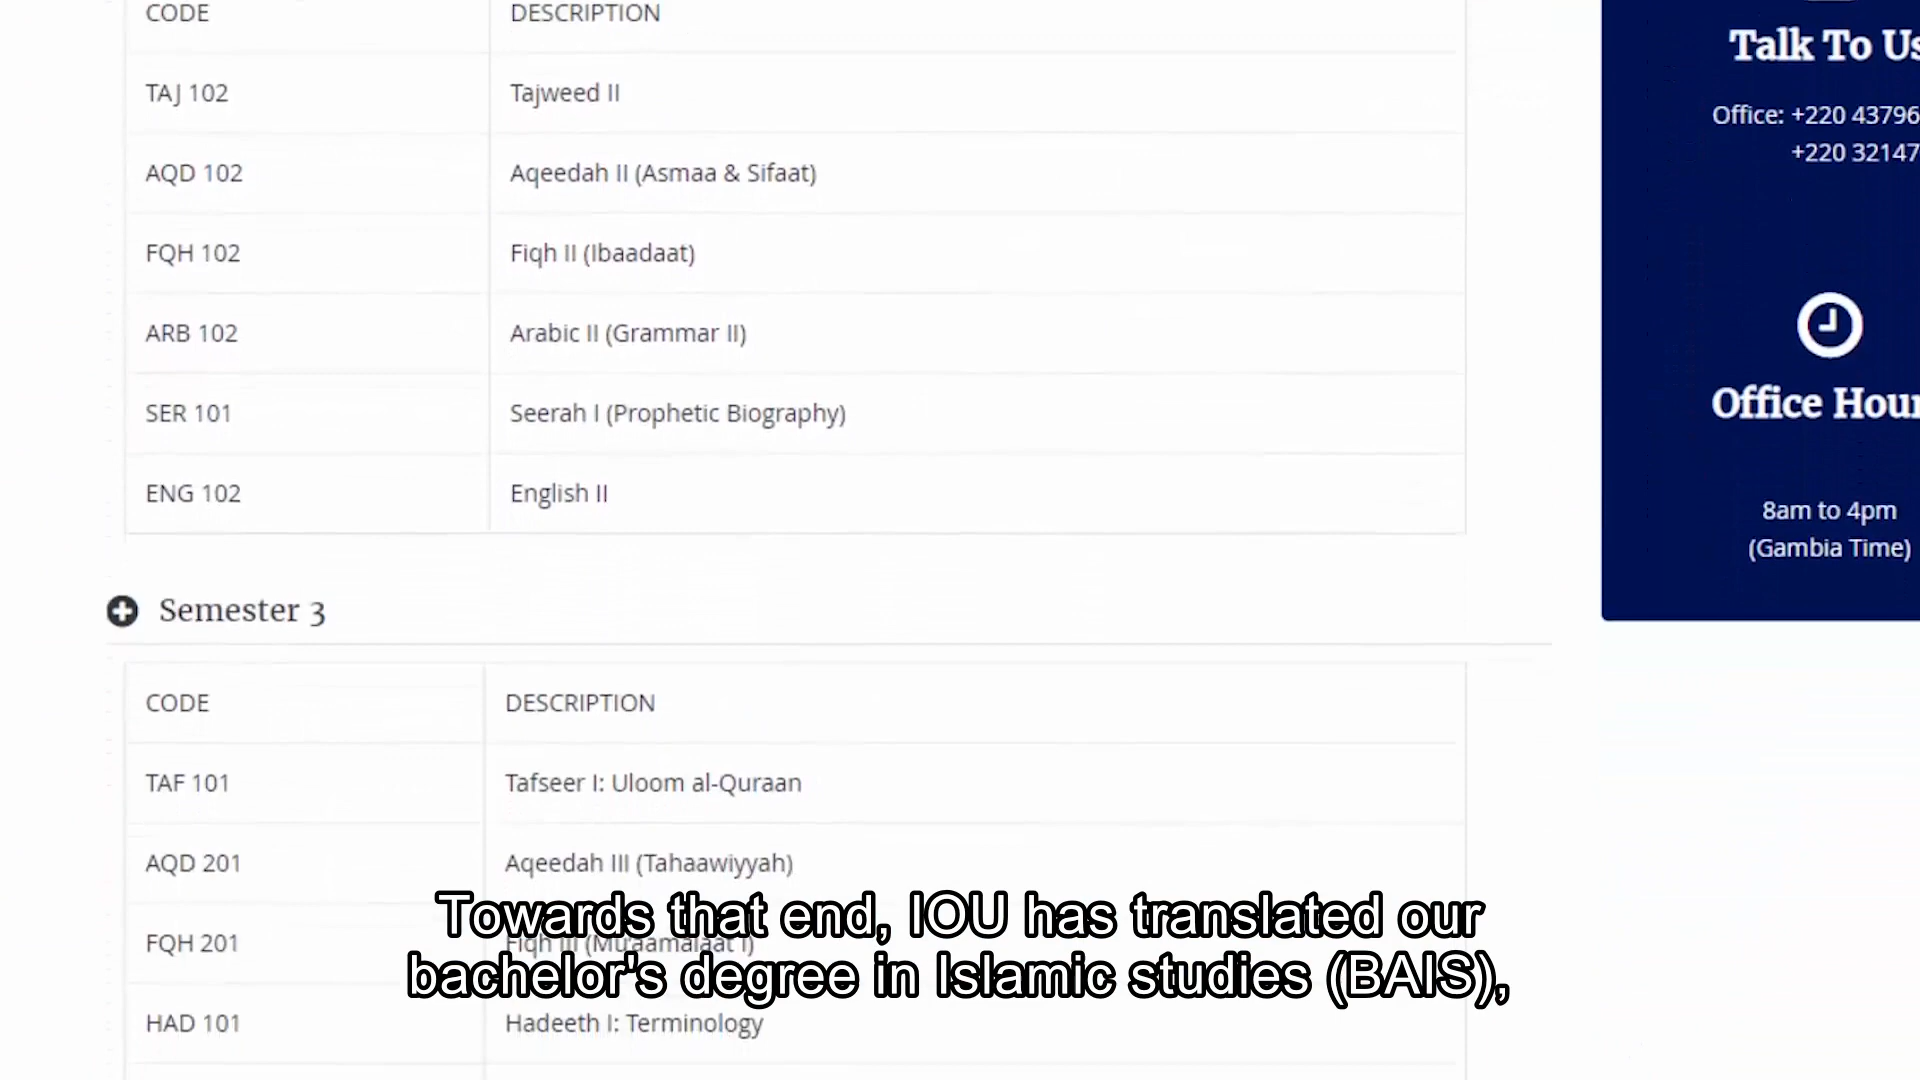 CODE DESCRIPTION
TAJ 102 Tajweed II
AQD 102 Aqeedah II (Asmaa & Sifaat)
FQH 102 Fiqh II (Ibaadaat)
ARB 102 Arabic II (Grammar II)
SER 101 Seerah I (Prophetic Biography)
ENG 102 English II
Semester 3
CODE DESCRIPTION
TAF 101 Tafseer I: Uloom al-Quraan
AQD 201 Aqeedah III (Tahaawiyyah)
FQH 201 Fiqh III (Mu'aamalaat I)
HAD 101 Hadeeth I: Terminology
Towards that end, IOU has translated our
bachelor's degree in Islamic studies (BAIS),
Talk To Us
Office: +220 43796
+220 32147
Office Hour
8am to 4pm
(Gambia Time)